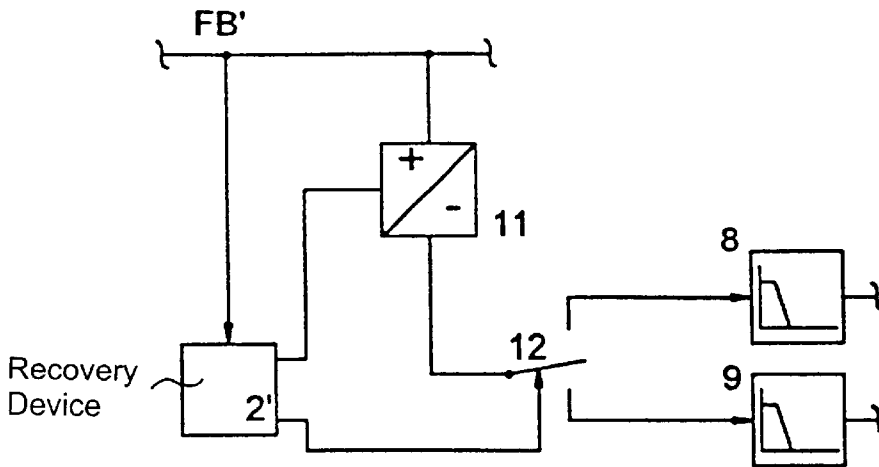 FB'
+
-
11
8
12
9
Recovery
Device
2'